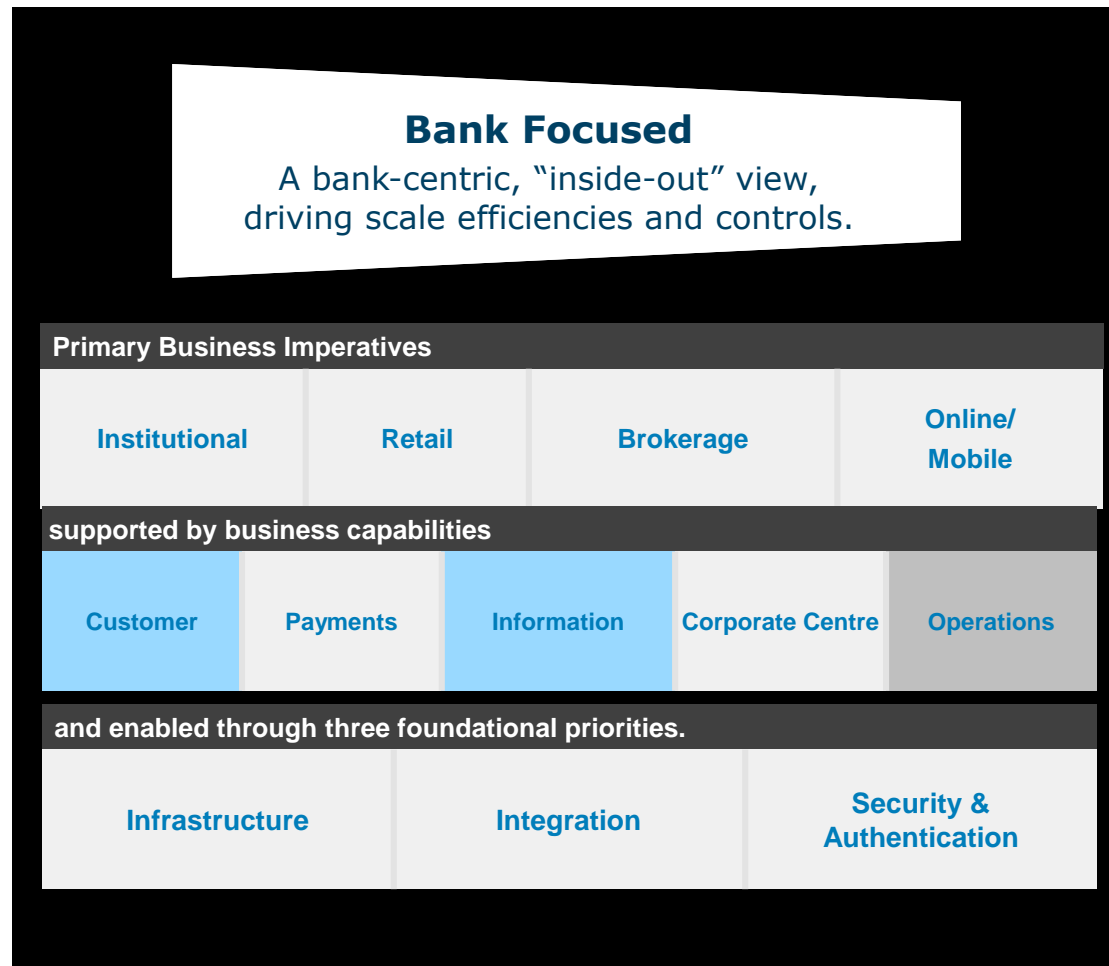 Bank Focused
A bank-centric, “inside-out” view,
driving scale efficiencies and controls.
Primary Business Imperatives
Institutional
Retail
Brokerage
Online/
Mobile
supported by business capabilities
Customer
Payments
Information
Corporate Centre
Operations
and enabled through three foundational priorities.
Infrastructure
Integration
Security &
Authentication